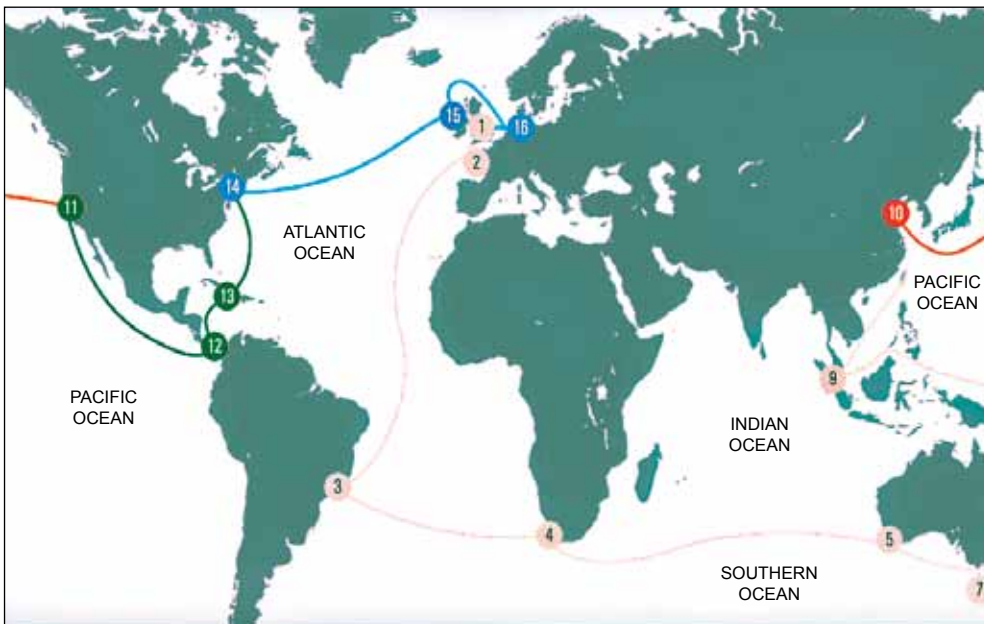 15
1
16
2
14
11
10
ATLANTIC
OCEAN
PACIFIC
OCEAN
13
12
9
PACIFIC
OCEAN
INDIAN
OCEAN
3
4
5
SOUTHERN
OCEAN
7